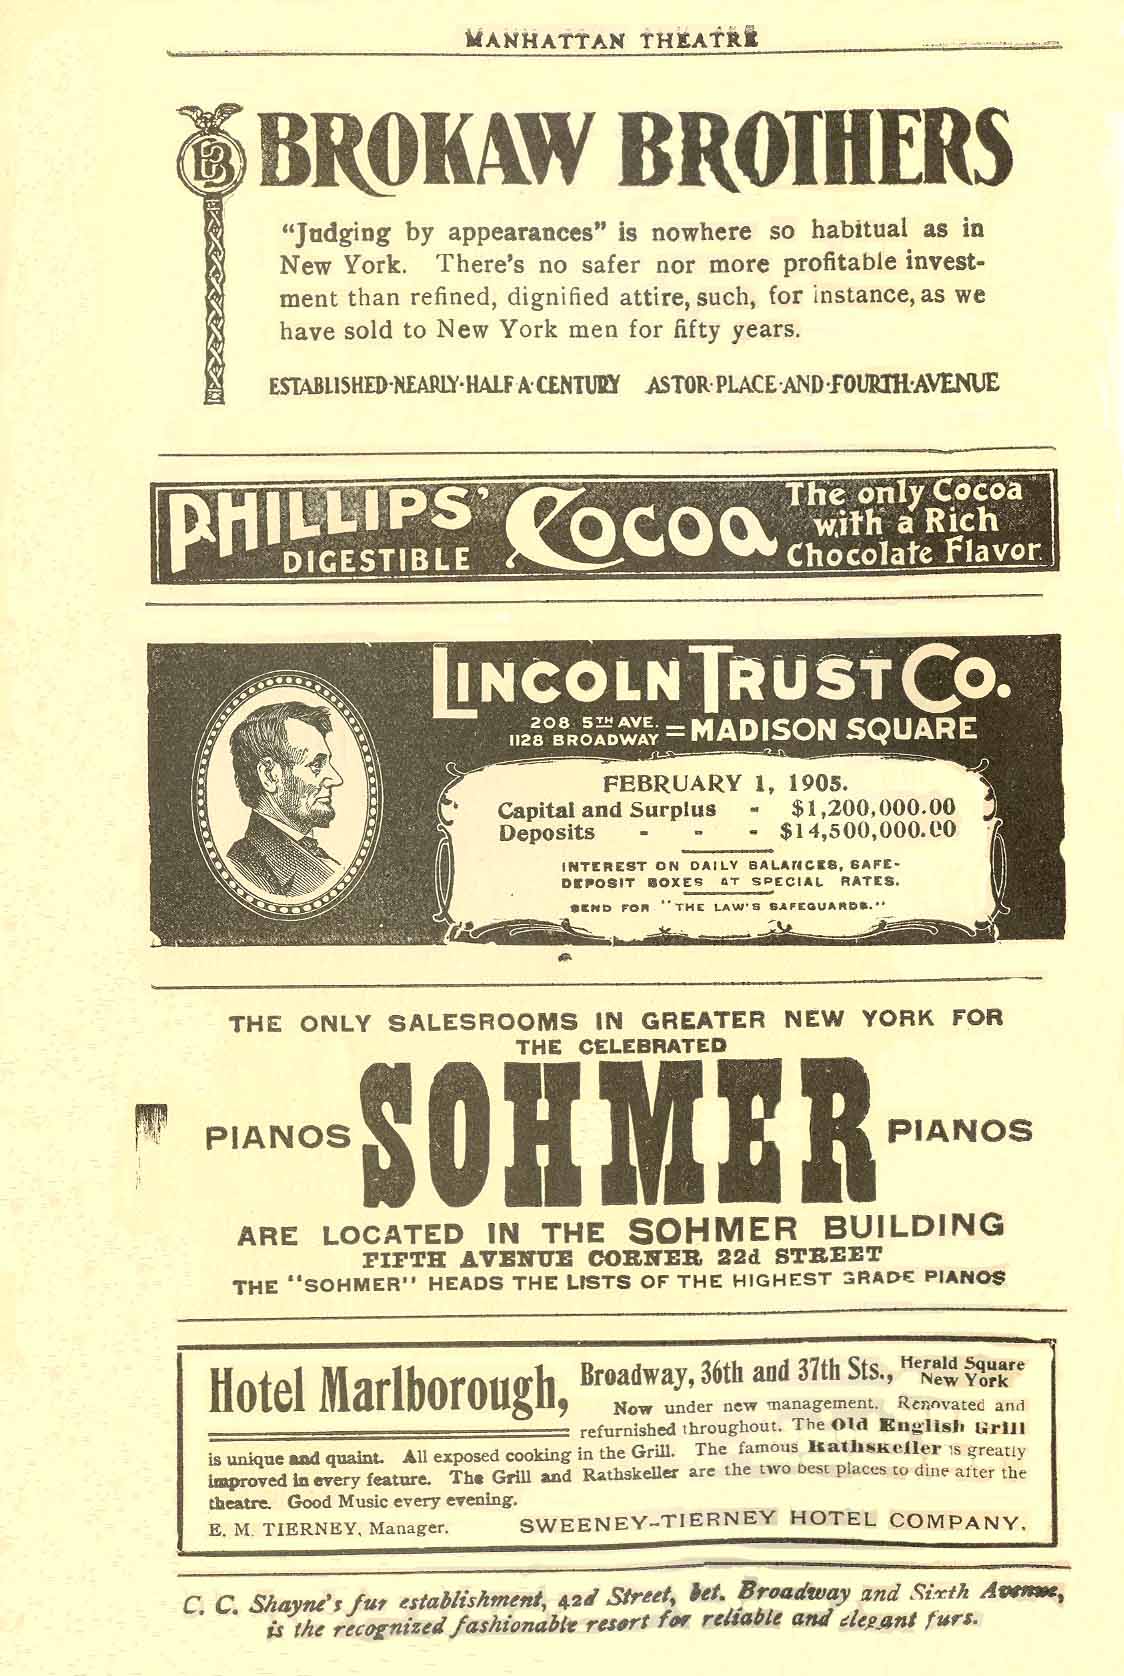 MANHATTAN THEATRE
BB
BROKAW BROTHERS
"Judging by appearances" is nowhere so habitual as in
New York. There's no safer nor more profitable invest-
ment than refined, dignified attire, such, for instance, as we
have sold to New York men for fifty years.
ESTABLISHED·NEARLY·HALF·A·CENTURY ASTOR·PLACE·AND·FOURTH·AVENUE
PHILLIPS'
DIGESTIBLE
Cocoa
The only Cocoa
with a Rich
Chocolate Flavor.
LINCOLN TRUST CO.
208 5TH AVE.
1128 BROADWAY
= MADISON SQUARE
FEBRUARY 1, 1905.
Capital and Surplus - $1,200,000.00
Deposits - - - $14,500,000.00
INTEREST ON DAILY BALANCES, SAFE-
DEPOSIT BOXES AT SPECIAL RATES.
SEND FOR "THE LAW'S SAFEGUARDS."
THE ONLY SALESROOMS IN GREATER NEW YORK FOR
THE CELEBRATED
PIANOS SOHMER PIANOS
ARE LOCATED IN THE SOHMER BUILDING
FIFTH AVENUE CORNER 22d STREET
THE "SOHMER" HEADS THE LISTS OF THE HIGHEST GRADE PIANOS
Hotel Marlborough, Broadway, 36th and 37th Sts., Herald Square
New York
Now under new management. Renovated and
refurnished throughout. The Old English Grill
is unique and quaint. All exposed cooking in the Grill. The famous Rathskeller is greatly
improved in every feature. The Grill and Rathskeller are the two best places to dine after the
theatre. Good Music every evening.
E. M. TIERNEY, Manager. SWEENEY-TIERNEY HOTEL COMPANY.
C. C. Shayne's fur establishment, 42d Street, bet. Broadway and Sixth Avenue,
is the recognized fashionable resort for reliable and elegant furs.